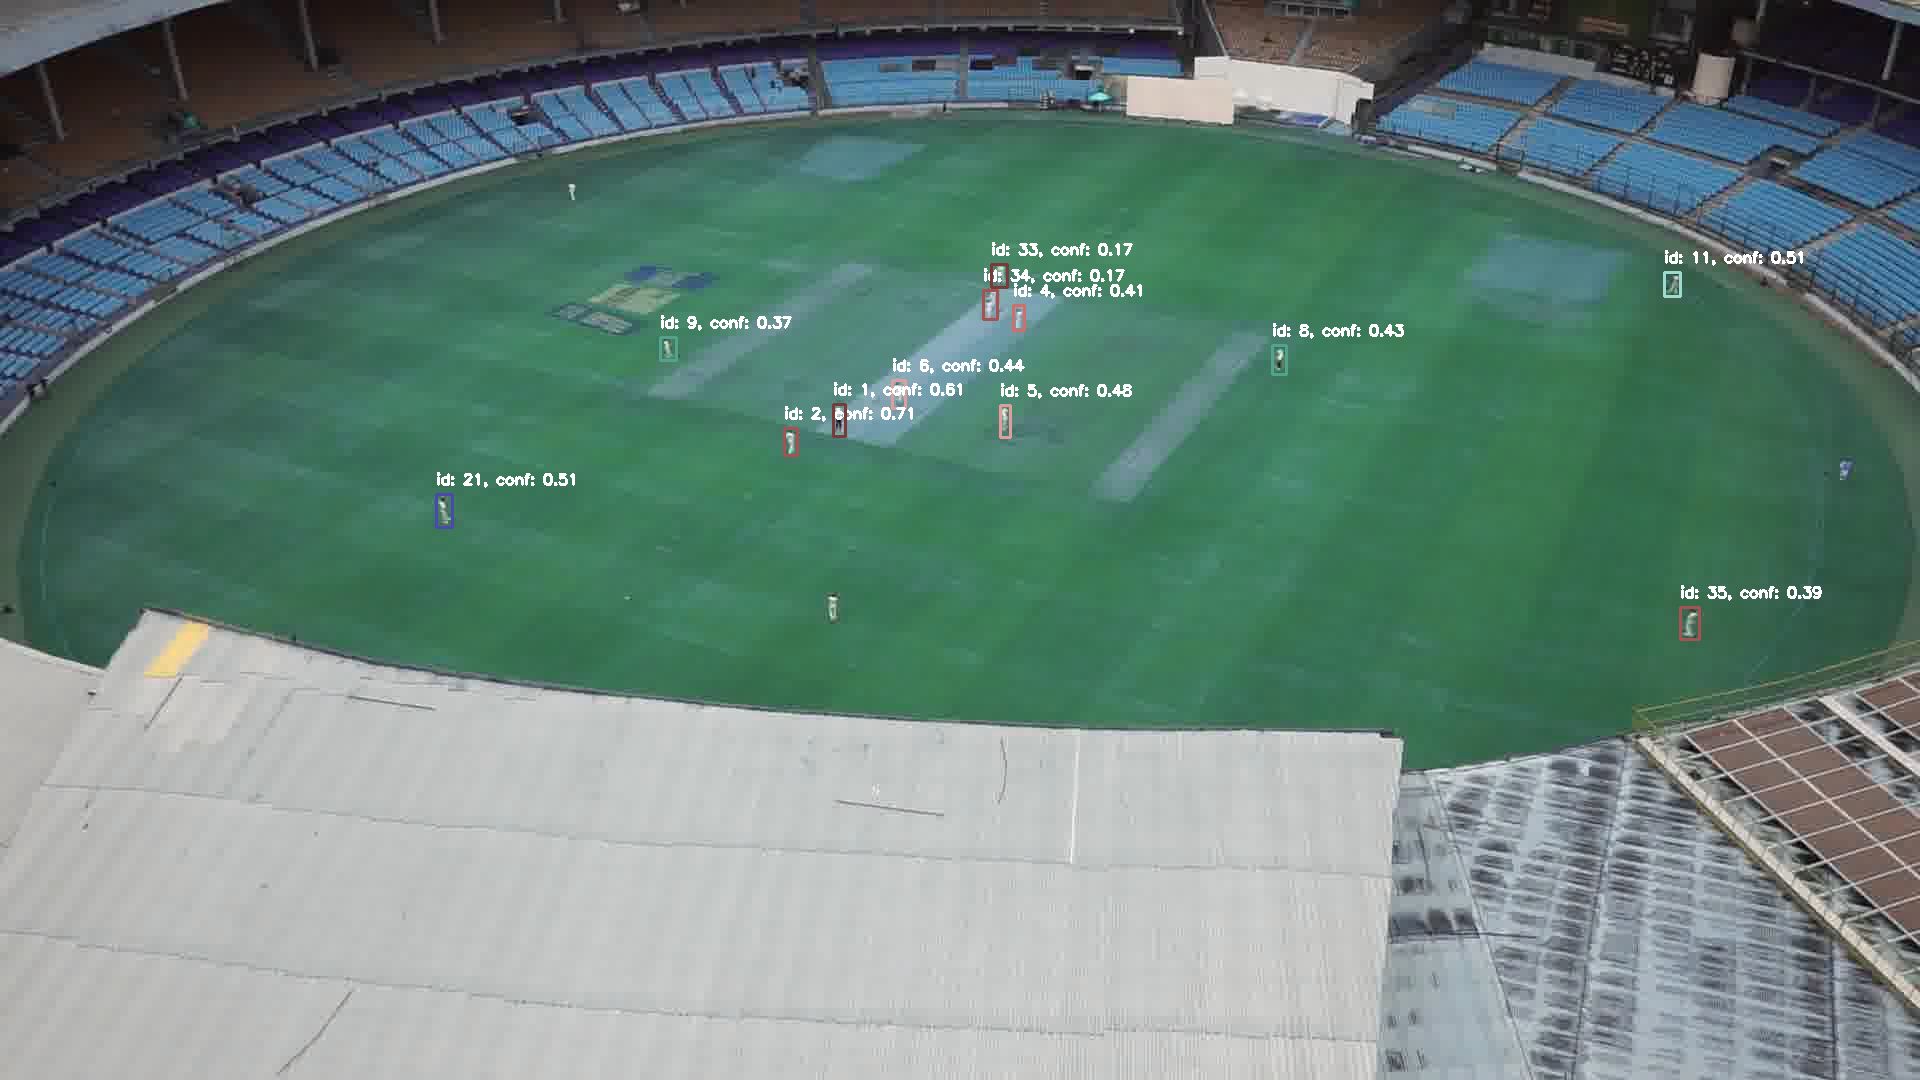 id: 33, conf: 0.17
id: 11, conf: 0.51
id: 34, conf: 0.17
id: 4, conf: 0.41
id: 9, conf: 0.37
id: 8, conf: 0.43
id: 6, conf: 0.44
id: 1, conf: 0.61
id: 5, conf: 0.48
id: 2, conf: 0.71
id: 21, conf: 0.51
id: 35, conf: 0.39